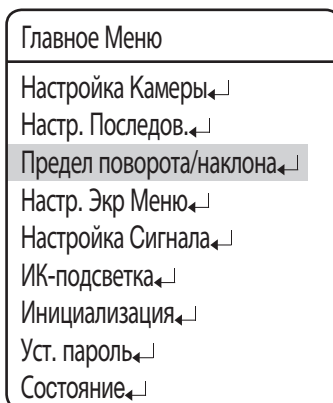 Главное Меню
Настройка Камеры↵
Настр. Последов.↵
Предел поворота/наклона↵
Настр. Экр Меню↵
Настройка Сигнала↵
ИК-подсветка↵
Инициализация↵
Уст. пароль↵
Состояние↵